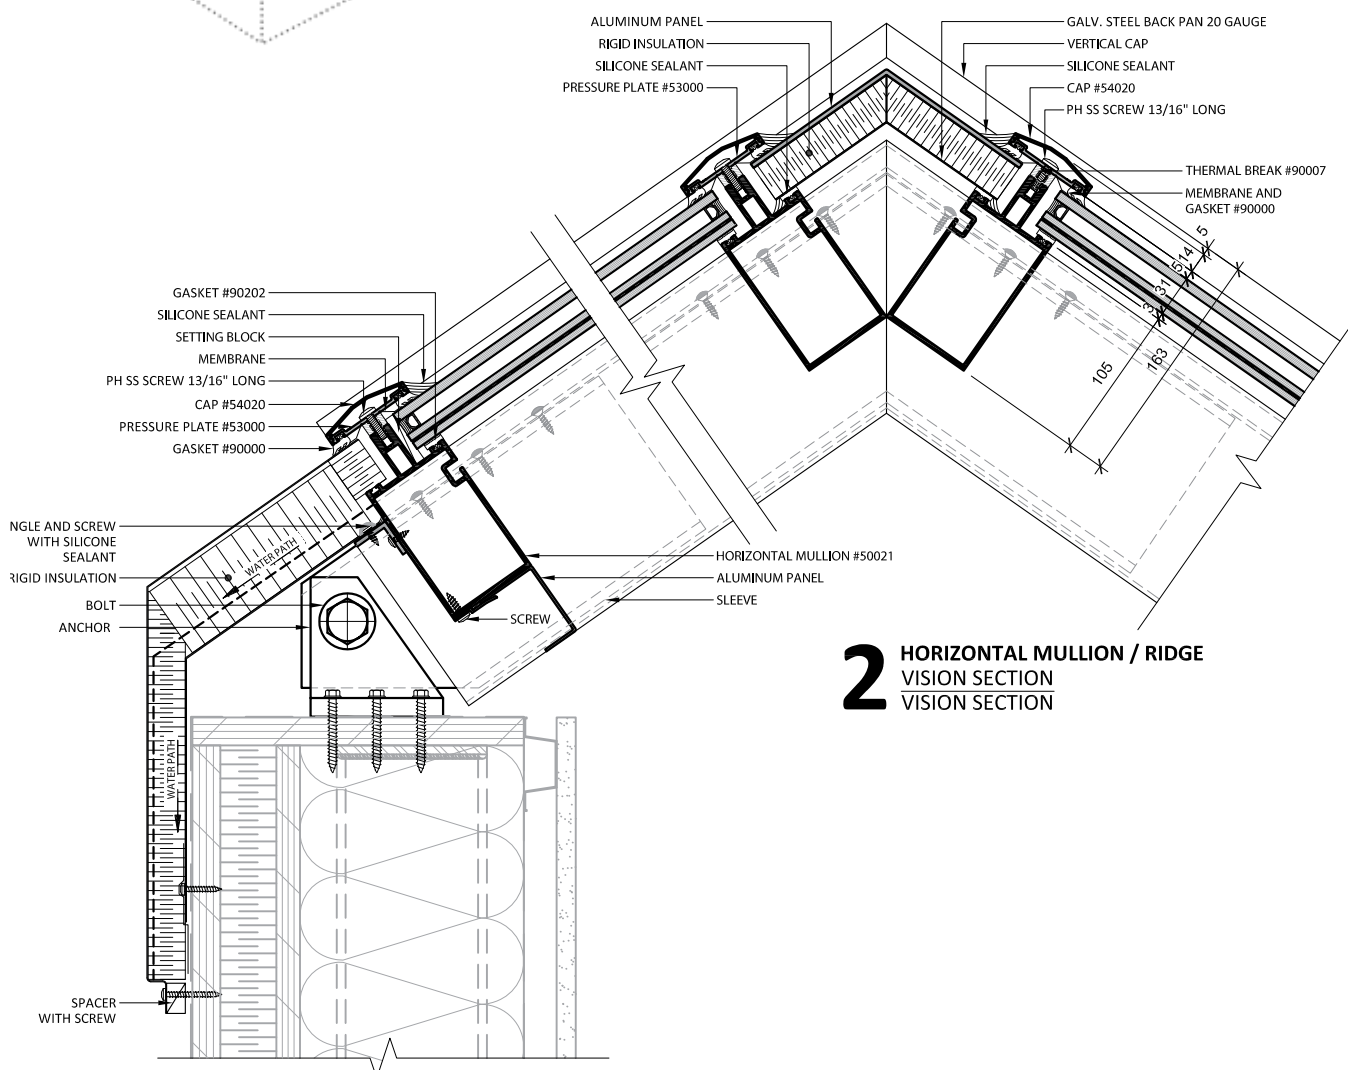 ALUMINUM PANEL
RIGID INSULATION
SILICONE SEALANT
PRESSURE PLATE #53000
GALV. STEEL BACK PAN 20 GAUGE
VERTICAL CAP
SILICONE SEALANT
CAP #54020
PH SS SCREW 13/16" LONG
THERMAL BREAK #90007
MEMBRANE AND
GASKET #90000
5
14
5
31
3
105
163
GASKET #90202
SILICONE SEALANT
SETTING BLOCK
MEMBRANE
PH SS SCREW 13/16" LONG
CAP #54020
PRESSURE PLATE #53000
GASKET #90000
NGLE AND SCREW
WITH SILICONE
SEALANT
RIGID INSULATION
BOLT
ANCHOR
WATER PATH
HORIZONTAL MULLION #50021
ALUMINUM PANEL
SLEEVE
SCREW
2 HORIZONTAL MULLION / RIDGE
VISION SECTION
VISION SECTION
WATER PATH
SPACER
WITH SCREW